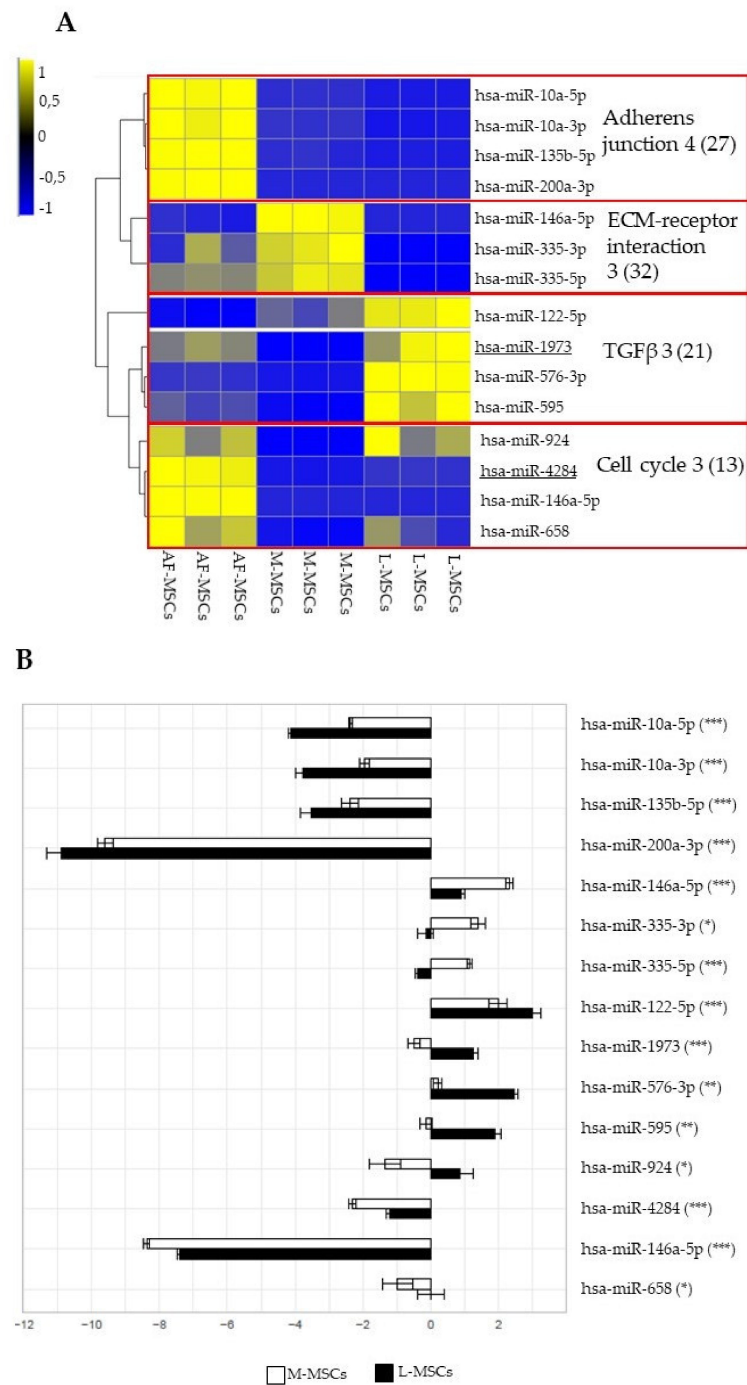 A
1
0,5
0
-0,5
-1
hsa-miR-10a-5p
hsa-miR-10a-3p
hsa-miR-135b-5p
hsa-miR-200a-3p
Adherens
junction 4 (27)
hsa-miR-146a-5p
hsa-miR-335-3p
hsa-miR-335-5p
ECM-receptor
interaction
3 (32)
hsa-miR-122-5p
hsa-miR-1973
hsa-miR-576-3p
hsa-miR-595
TGFβ 3 (21)
hsa-miR-924
hsa-miR-4284
hsa-miR-146a-5p
hsa-miR-658
Cell cycle 3 (13)
AF-MSCs
AF-MSCs
AF-MSCs
M-MSCs
M-MSCs
M-MSCs
L-MSCs
L-MSCs
L-MSCs
B
hsa-miR-10a-5p (***)
hsa-miR-10a-3p (***)
hsa-miR-135b-5p (***)
hsa-miR-200a-3p (***)
hsa-miR-146a-5p (***)
hsa-miR-335-3p (*)
hsa-miR-335-5p (***)
hsa-miR-122-5p (***)
hsa-miR-1973 (***)
hsa-miR-576-3p (**)
hsa-miR-595 (**)
hsa-miR-924 (*)
hsa-miR-4284 (***)
hsa-miR-146a-5p (***)
hsa-miR-658 (*)
-12 -10 -8 -6 -4 -2 0 2
M-MSCs L-MSCs